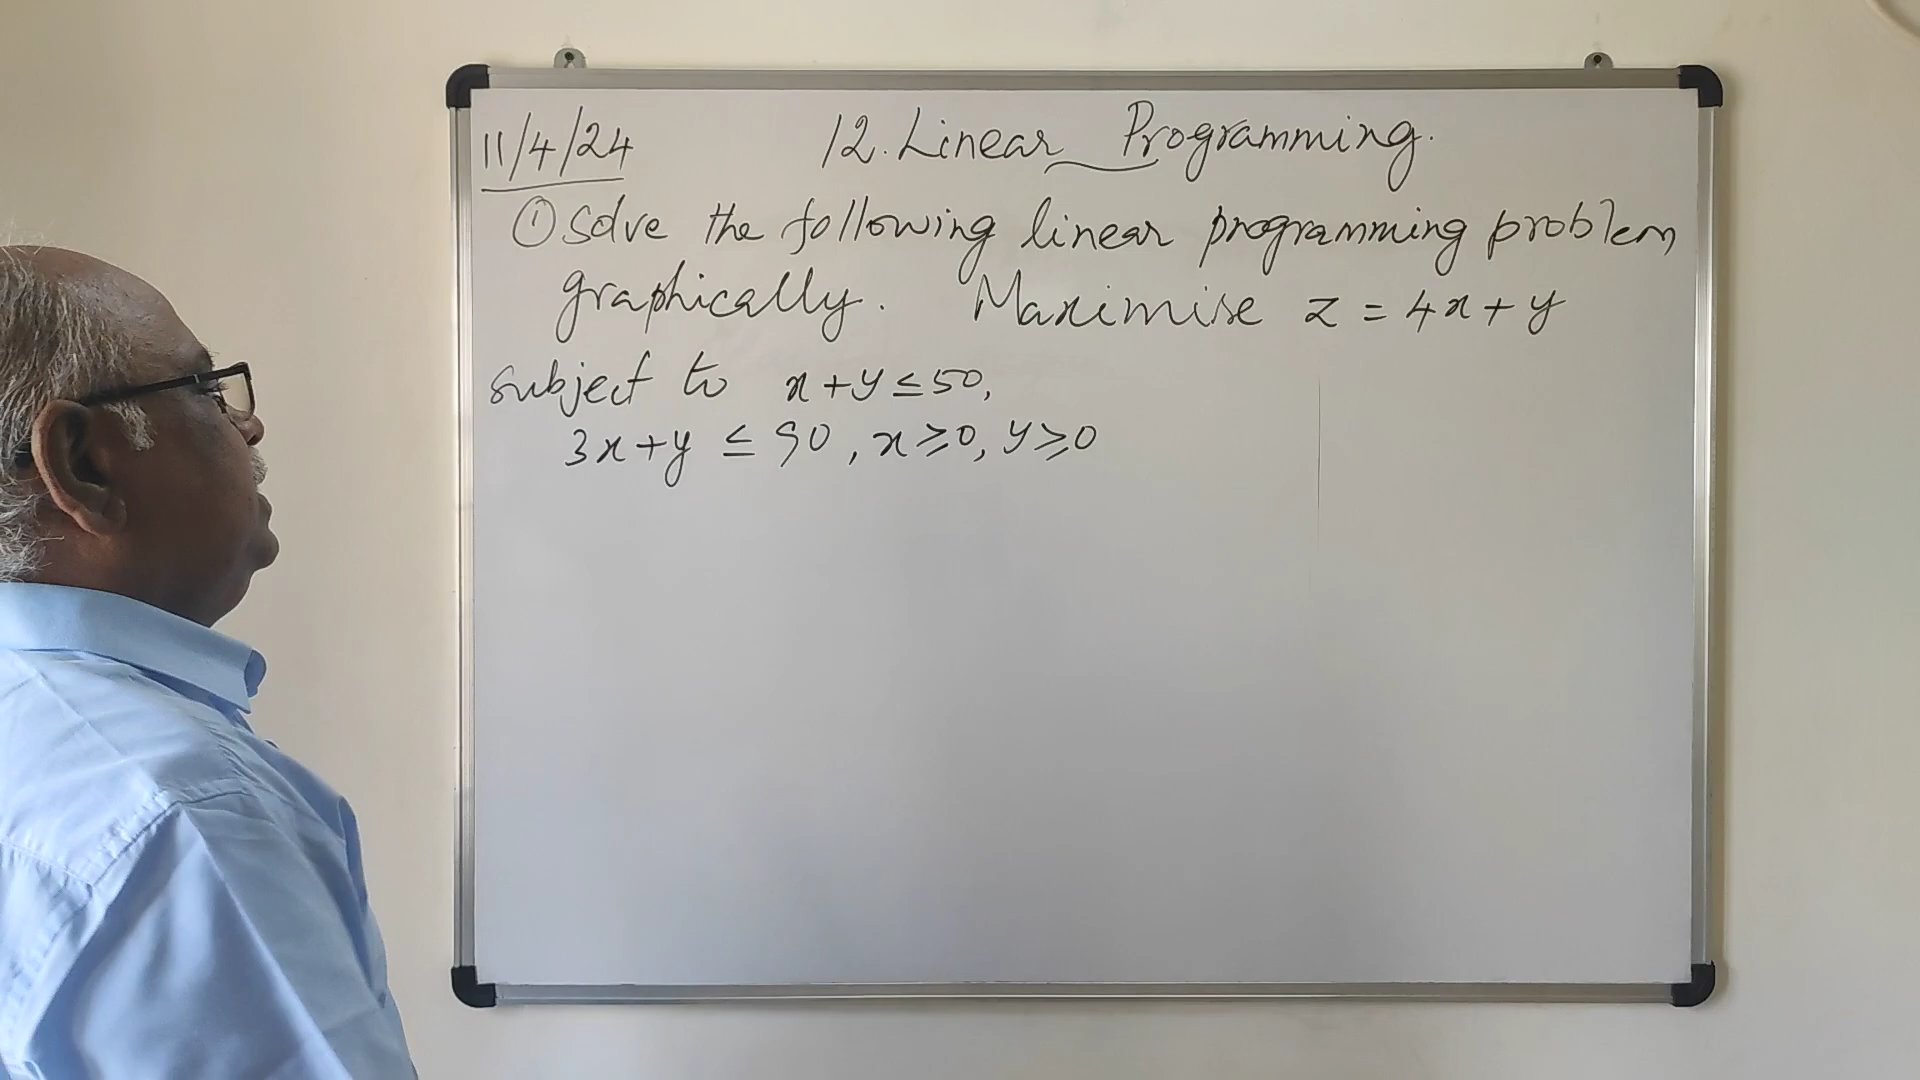 11/4/24 12. Linear Programming.
① Solve the following linear programming problem
graphically. Maximise z = 4x + y
subject to x + y ≤ 50,
3x + y ≤ 90, x ≥ 0, y ≥ 0